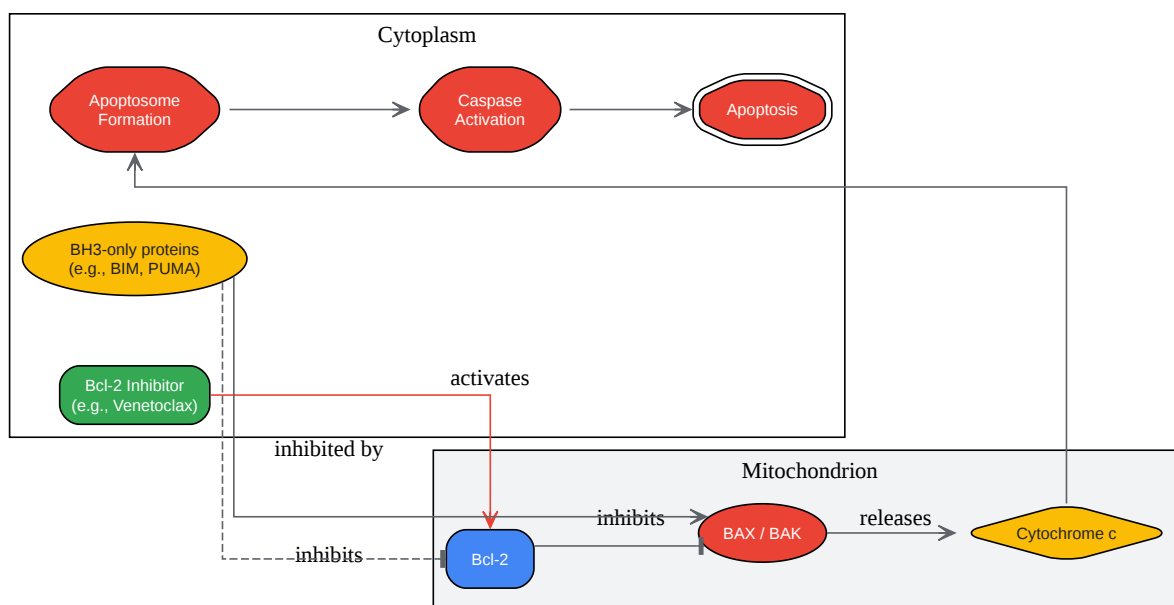 Cytoplasm
Apoptosome
Formation
Caspase
Activation
Apoptosis
BH3-only proteins
(e.g., BIM, PUMA)
Bcl-2 Inhibitor
(e.g., Venetoclax)
activates
inhibited by
Mitochondrion
inhibits
releases
BAX / BAK
Cytochrome c
inhibits
Bcl-2